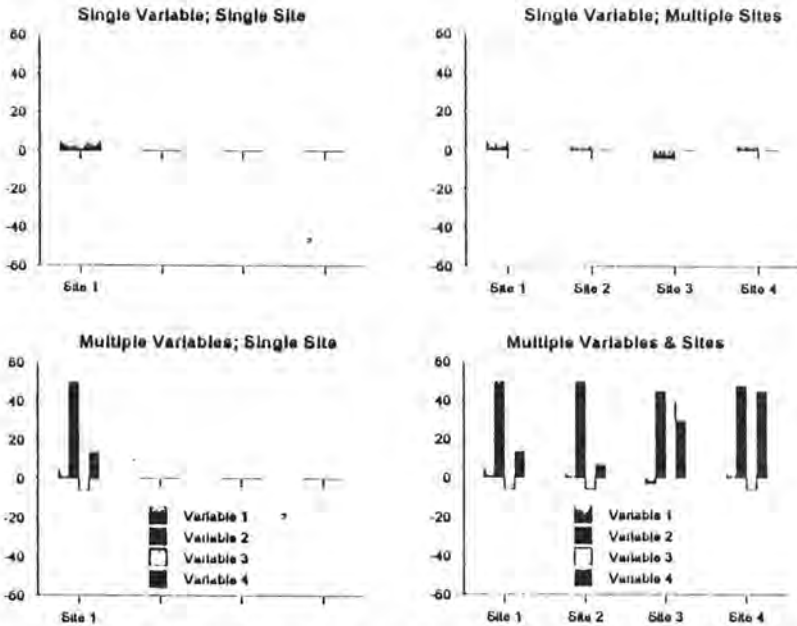 Single Variable; Single Site
60
40
20
0
-20
-40
-60
Site 1
Single Variable; Multiple Sites
60
40
20
0
-20
-40
-60
Site 1 Site 2 Site 3 Site 4
Multiple Variables; Single Site
60
40
20
0
-20
-40
-60
Variable 1
Variable 2
Variable 3
Variable 4
Site 1
Multiple Variables & Sites
60
40
20
0
-20
-40
-60
Variable 1
Variable 2
Variable 3
Variable 4
Site 1 Site 2 Site 3 Site 4